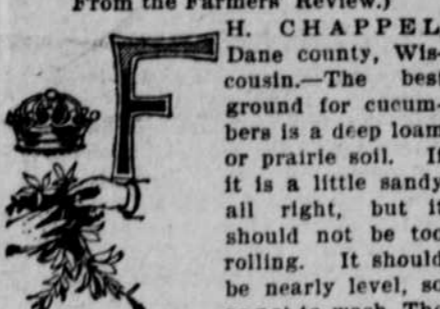 From the Farmers' Review.)
F
H. CHAPPEL
Dane county, Wis-
cousin.—The best
ground for cucum-
bers is a deep loam
or prairie soil. If
it is a little sandy
all right, but it
should not be too
rolling. It should
be nearly level, so